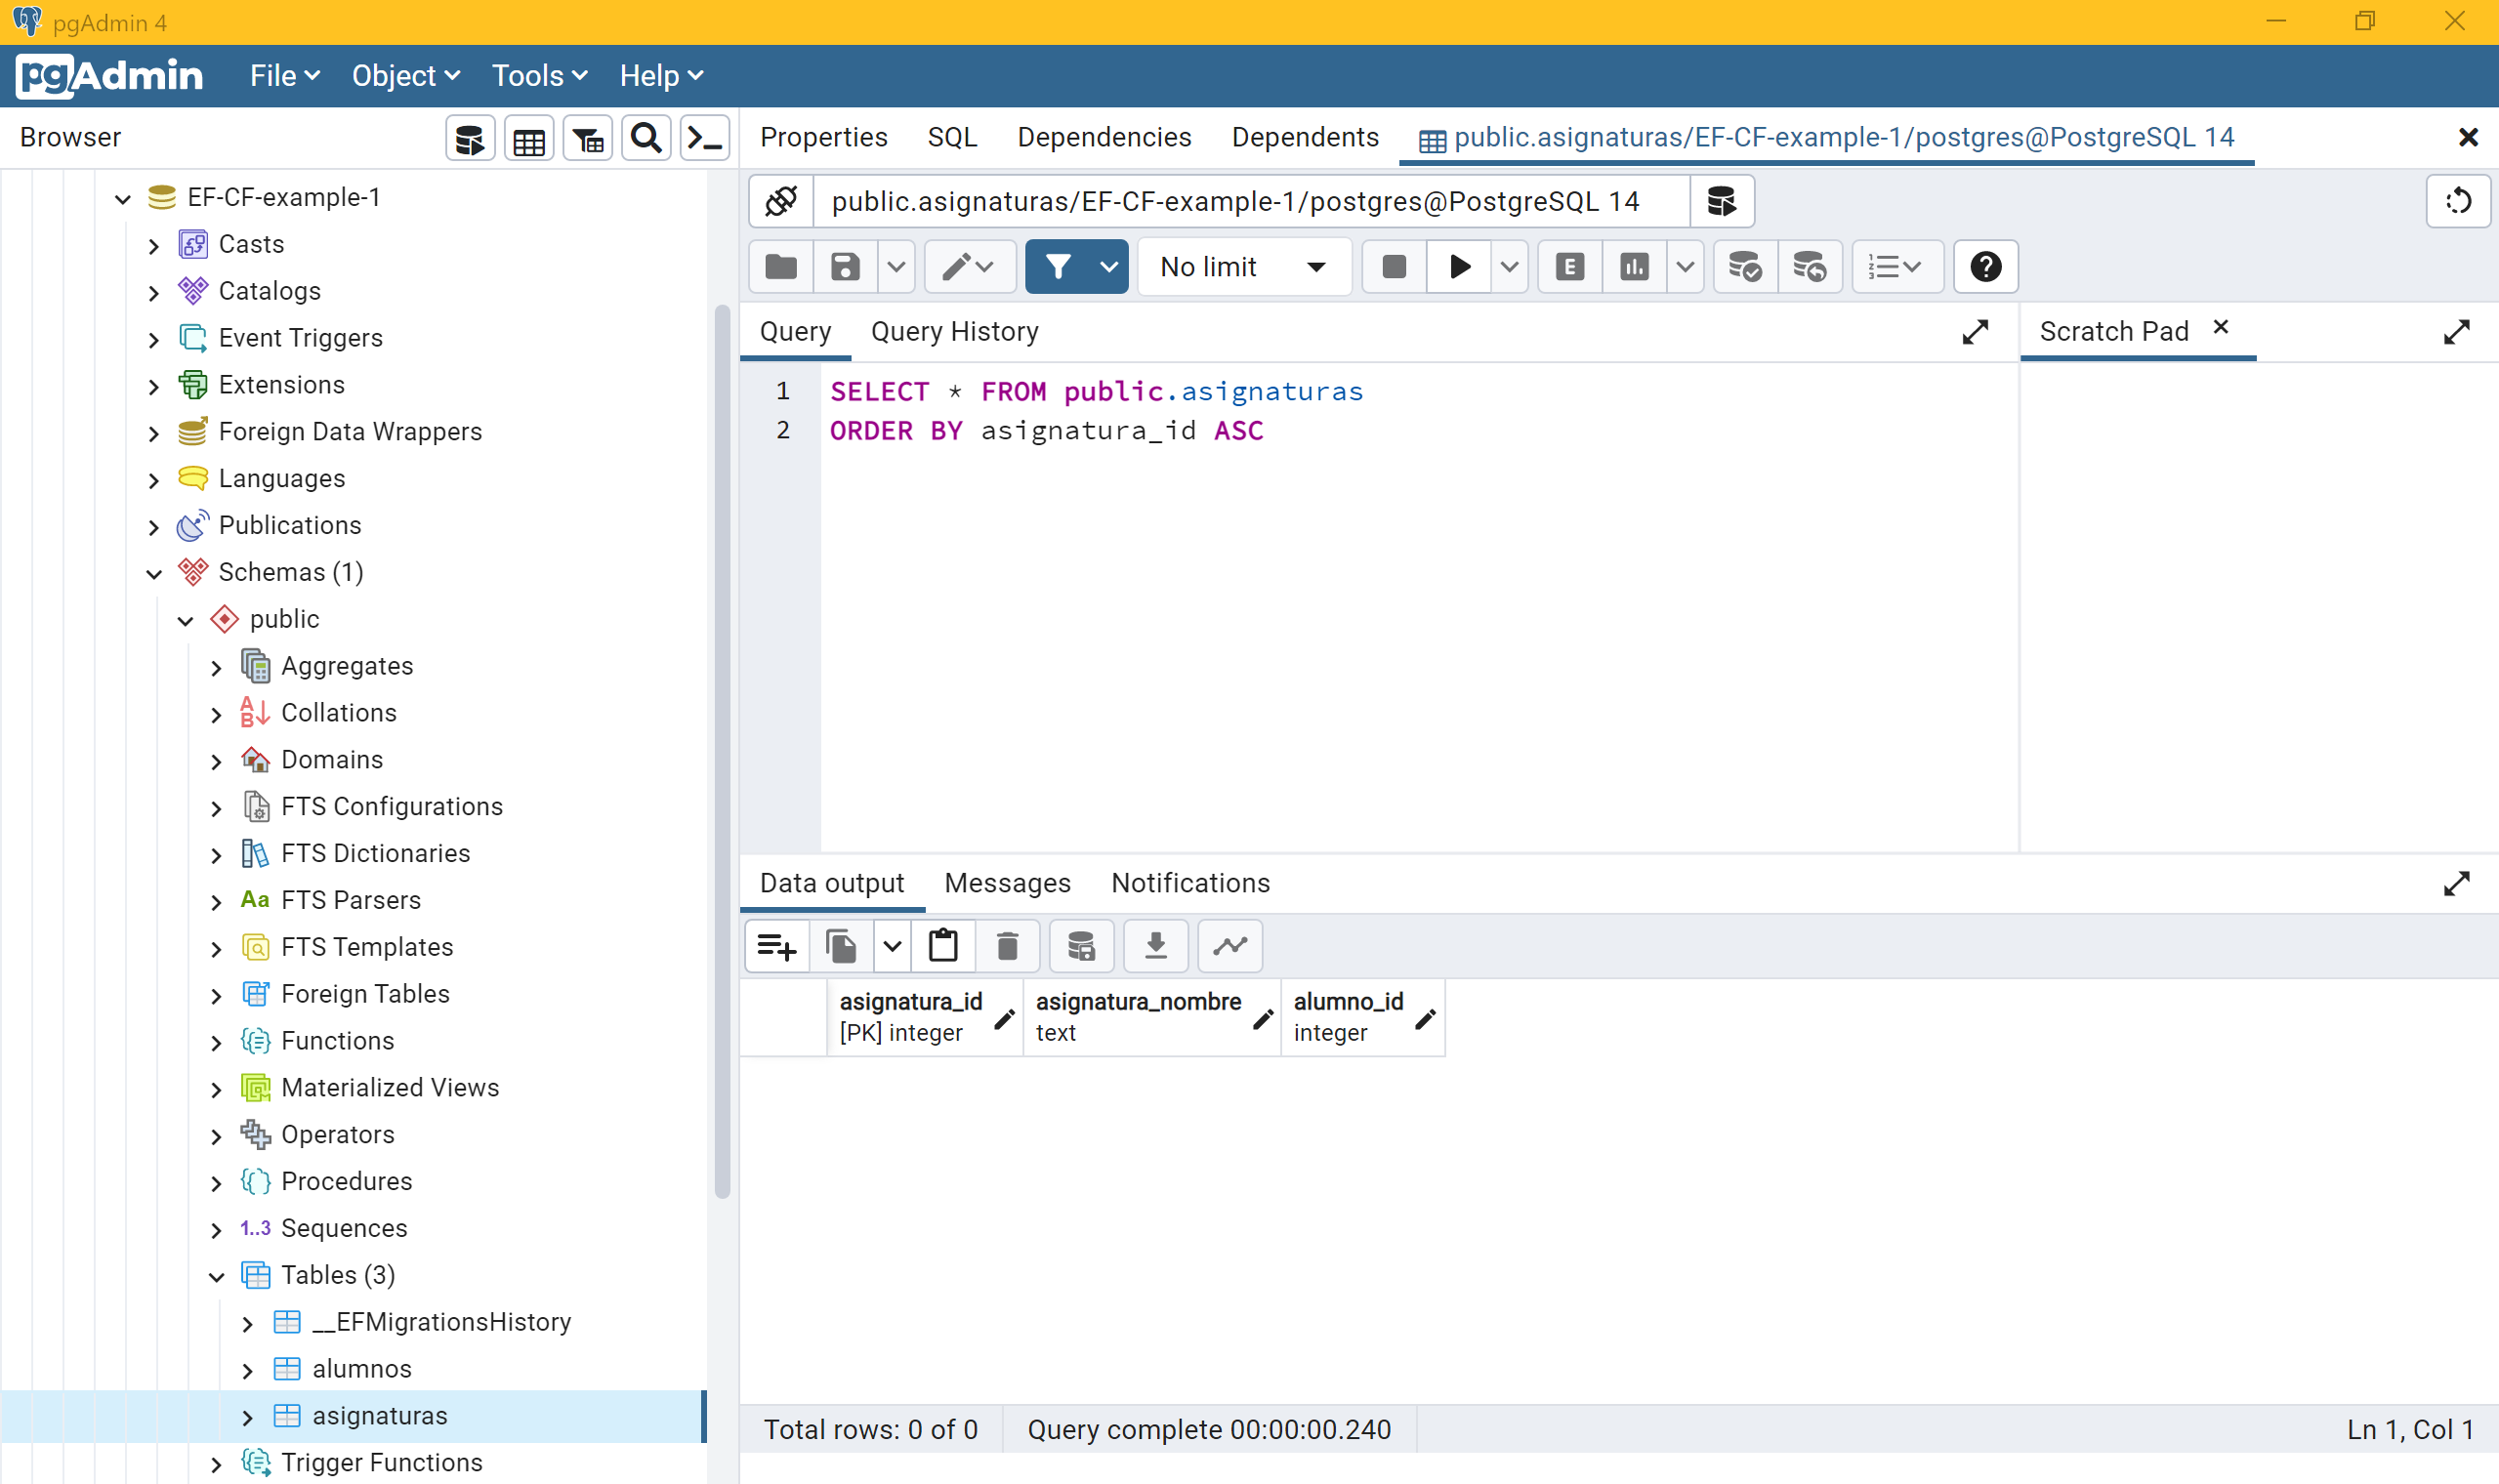 pgAdmin 4
pgAdmin File Object Tools Help
Browser
EF-CF-example-1
Casts
Catalogs
Event Triggers
Extensions
Foreign Data Wrappers
Languages
Publications
Schemas (1)
public
Aggregates
Collations
Domains
FTS Configurations
FTS Dictionaries
Aa FTS Parsers
FTS Templates
Foreign Tables
Functions
Materialized Views
Operators
Procedures
1..3 Sequences
Tables (3)
__EFMigrationsHistory
alumnos
asignaturas
Trigger Functions
Properties SQL Dependencies Dependents public.asignaturas/EF-CF-example-1/postgres@PostgreSQL 14
public.asignaturas/EF-CF-example-1/postgres@PostgreSQL 14
No limit E
Query Query History Scratch Pad
1 SELECT * FROM public.asignaturas
2 ORDER BY asignatura_id ASC
Data output Messages Notifications
asignatura_id asignatura_nombre alumno_id
[PK] integer text integer
Total rows: 0 of 0 Query complete 00:00:00.240 Ln 1, Col 1